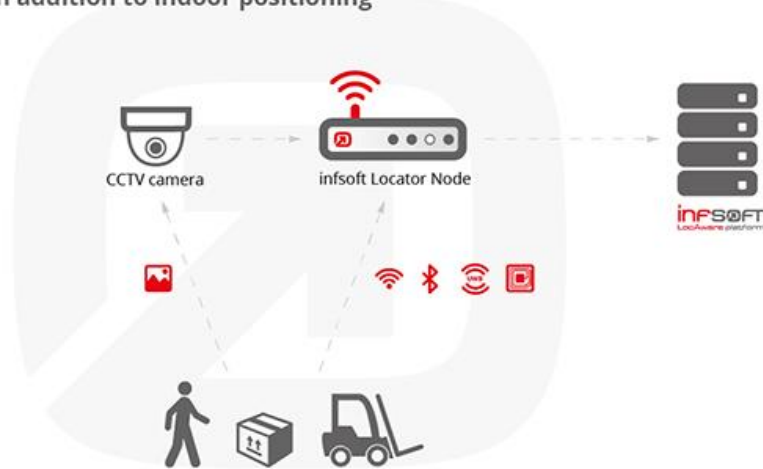 addition to indoor positioning
CCTV camera
infsoft Locator Node
UWB
INFSOFT
LocAware platform